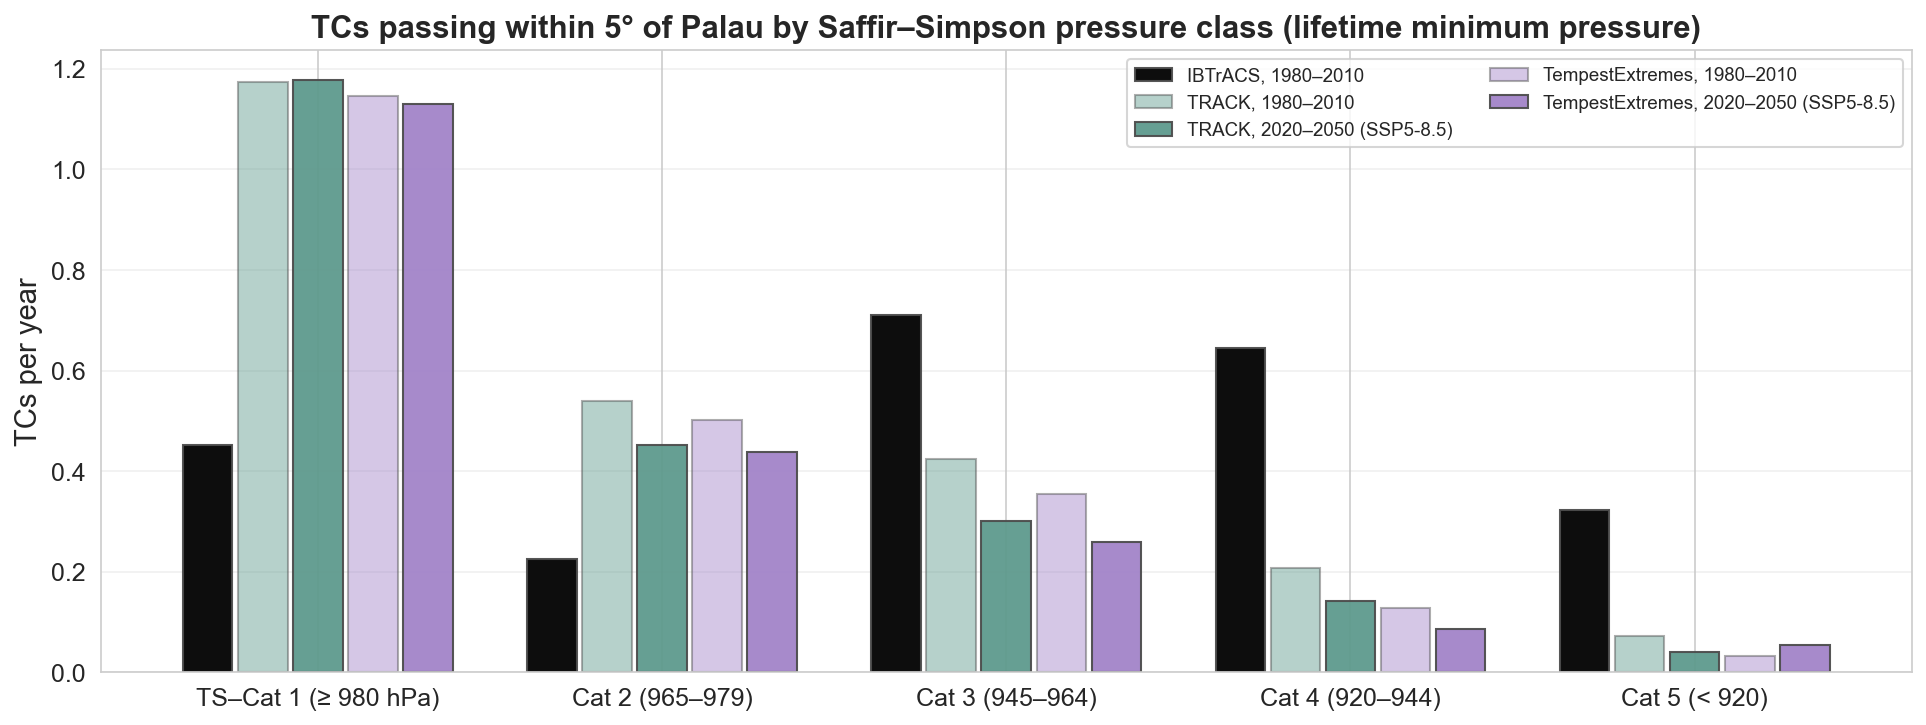 TCs passing within 5° of Palau by Saffir–Simpson pressure class (lifetime minimum pressure)
IBTrACS, 1980–2010
TRACK, 1980–2010
TRACK, 2020–2050 (SSP5-8.5)
TempestExtremes, 1980–2010
TempestExtremes, 2020–2050 (SSP5-8.5)
TCs per year
1.2
1.0
0.8
0.6
0.4
0.2
0.0
TS–Cat 1 (≥ 980 hPa)
Cat 2 (965–979)
Cat 3 (945–964)
Cat 4 (920–944)
Cat 5 (< 920)